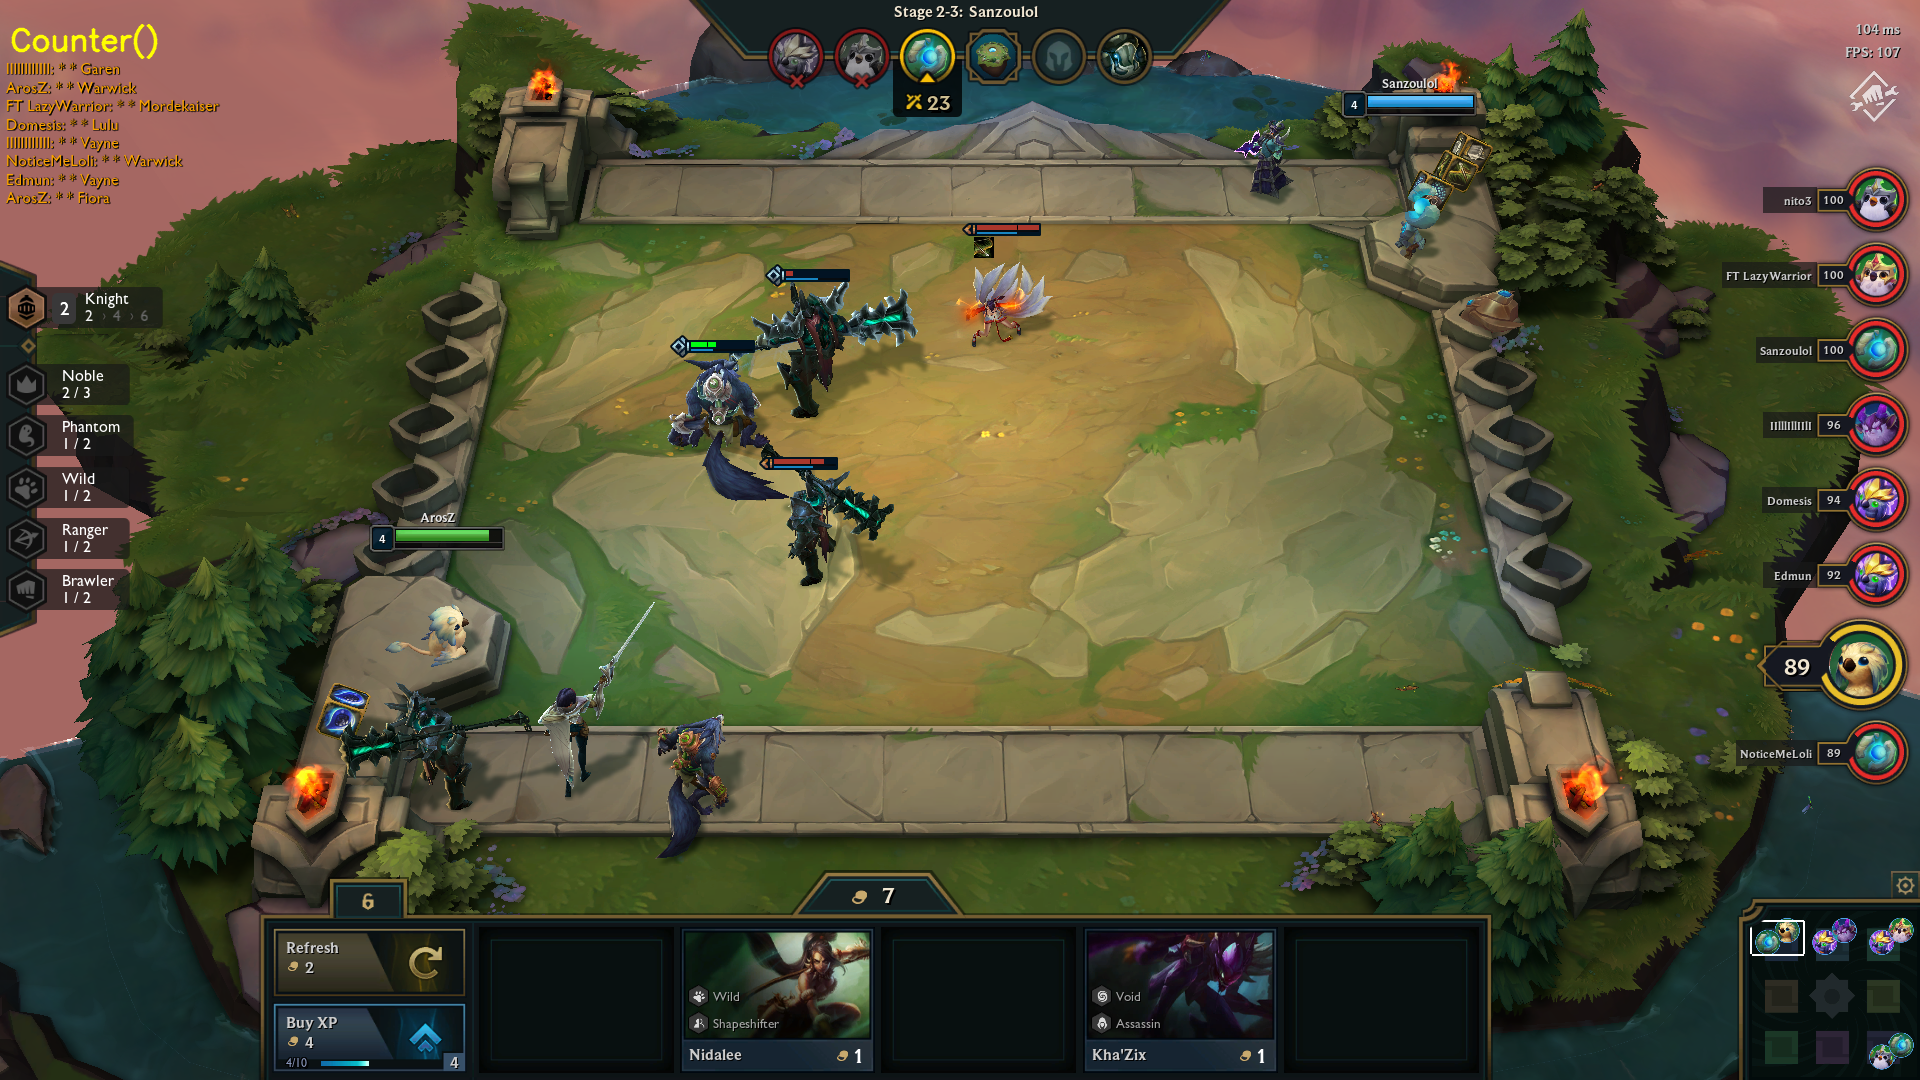 Stage 2-3: Sanzoulol
104 ms
FPS: 107
Counter()
lllllllllllll: * * Garen
ArosZ: * * Warwick
FT LazyWarrior: * * Mordekaiser
Domesis: * * Lulu
lllllllllllll: * * Vayne
NoticeMeLoli: * * Warwick
Edmun: * * Vayne
ArosZ: * * Fiora
23
Sanzoulol
4
nito3 100
FT LazyWarrior 100
Sanzoulol 100
96
Domesis 94
Edmun 92
89
NoticeMeLoli 89
2 Knight
2 › 4 › 6
Noble
2 / 3
Phantom
1 / 2
Wild
1 / 2
Ranger
1 / 2
Brawler
1 / 2
ArosZ
4
6
7
Refresh
2
Buy XP
4
4/10
4
Wild
Shapeshifter
Nidalee 1
Void
Assassin
Kha'Zix 1